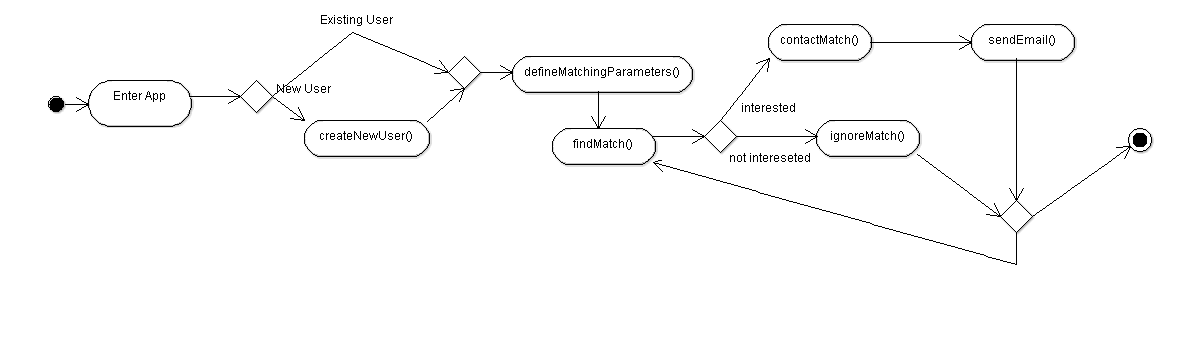 Existing User
Enter App
New User
createNewUser()
defineMatchingParameters()
findMatch()
contactMatch()
sendEmail()
interested
ignoreMatch()
not intereseted